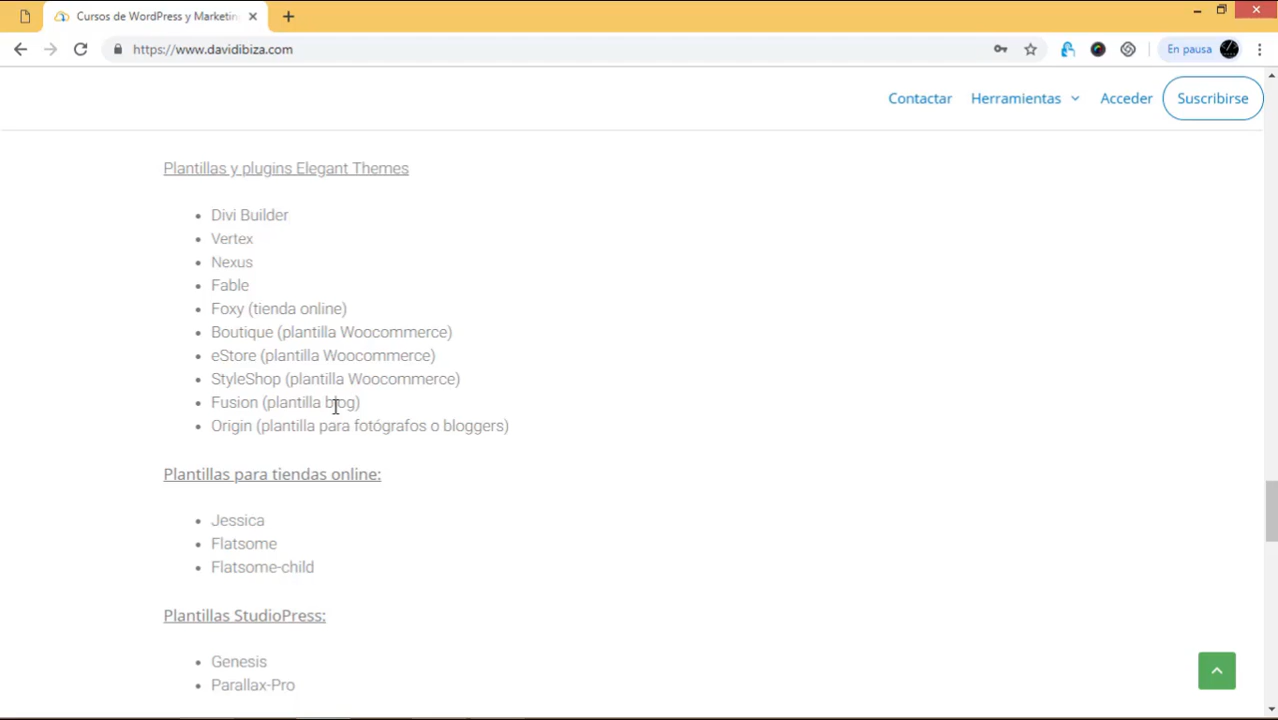 Cursos de WordPress y Marketin
https://www.davidibiza.com
En pausa
Contactar Herramientas Acceder Suscribirse
Plantillas y plugins Elegant Themes
• Divi Builder
• Vertex
• Nexus
• Fable
• Foxy (tienda online)
• Boutique (plantilla Woocommerce)
• eStore (plantilla Woocommerce)
• StyleShop (plantilla Woocommerce)
• Fusion (plantilla blog)
• Origin (plantilla para fotógrafos o bloggers)
Plantillas para tiendas online:
• Jessica
• Flatsome
• Flatsome-child
Plantillas StudioPress:
• Genesis
• Parallax-Pro